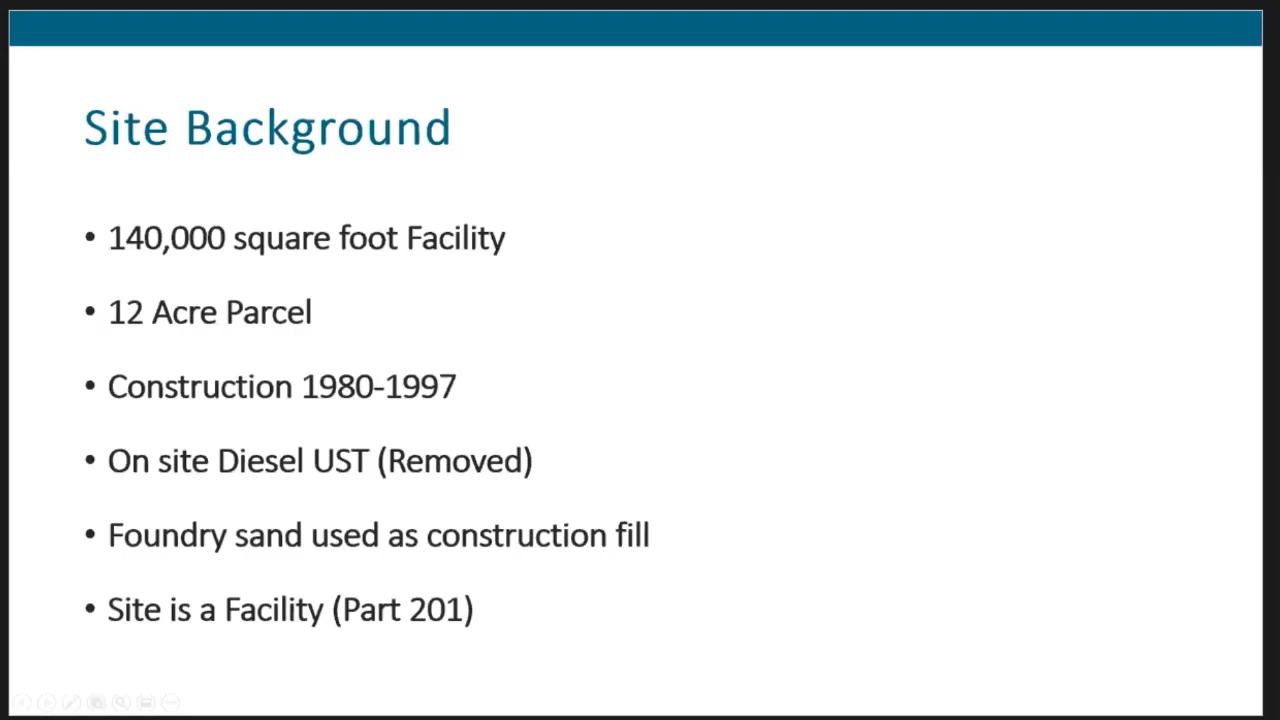 Site Background
• 140,000 square foot Facility
• 12 Acre Parcel
• Construction 1980-1997
• On site Diesel UST (Removed)
• Foundry sand used as construction fill
• Site is a Facility (Part 201)